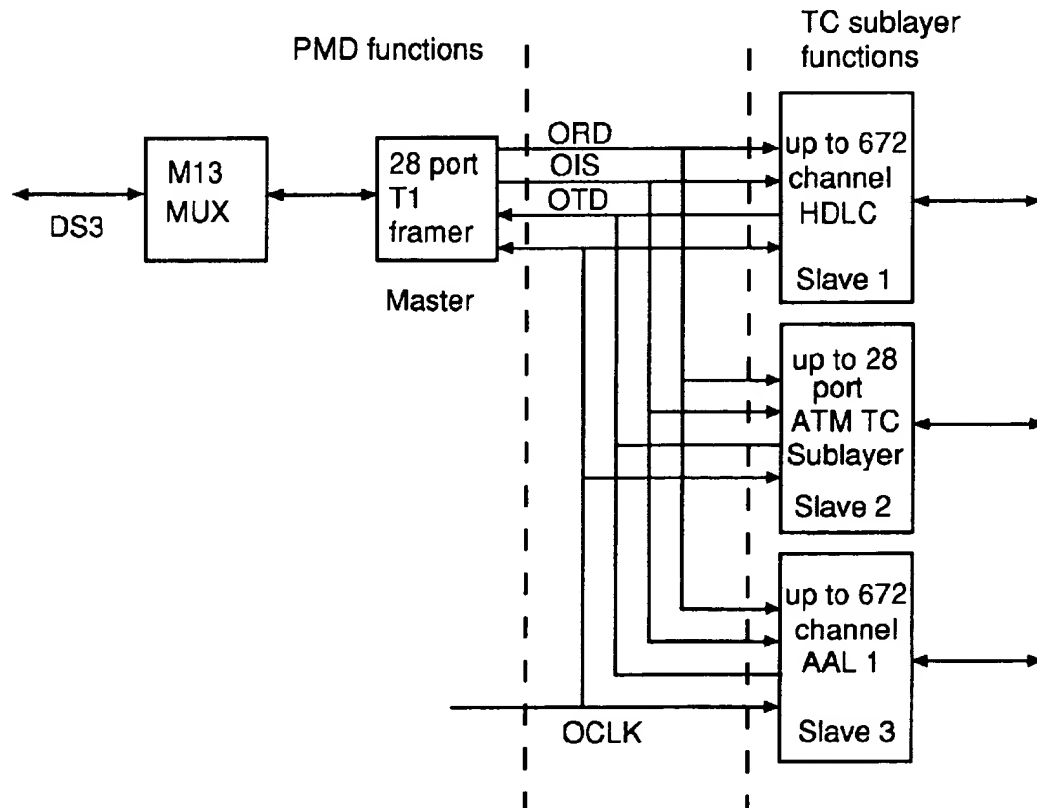 PMD functions
TC sublayer
functions
M13
MUX
DS3
28 port
T1
framer
Master
ORD
OIS
OTD
up to 672
channel
HDLC
Slave 1
up to 28
port
ATM TC
Sublayer
Slave 2
up to 672
channel
AAL 1
Slave 3
OCLK